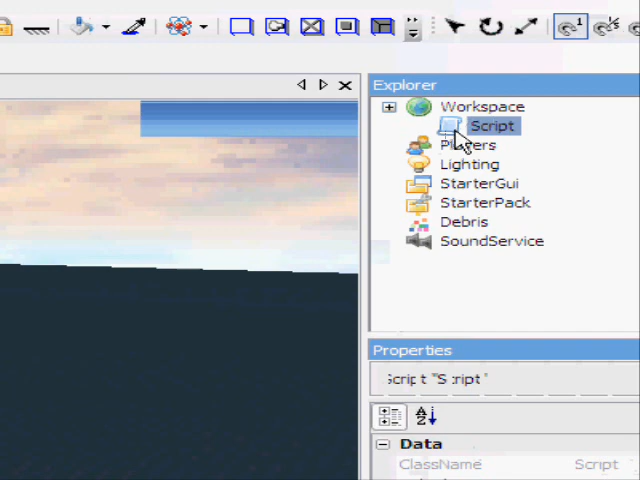 Explorer
Workspace
Script
Players
Lighting
StarterGui
StarterPack
Debris
SoundService
Properties
Script "Script"
Data
ClassName Script